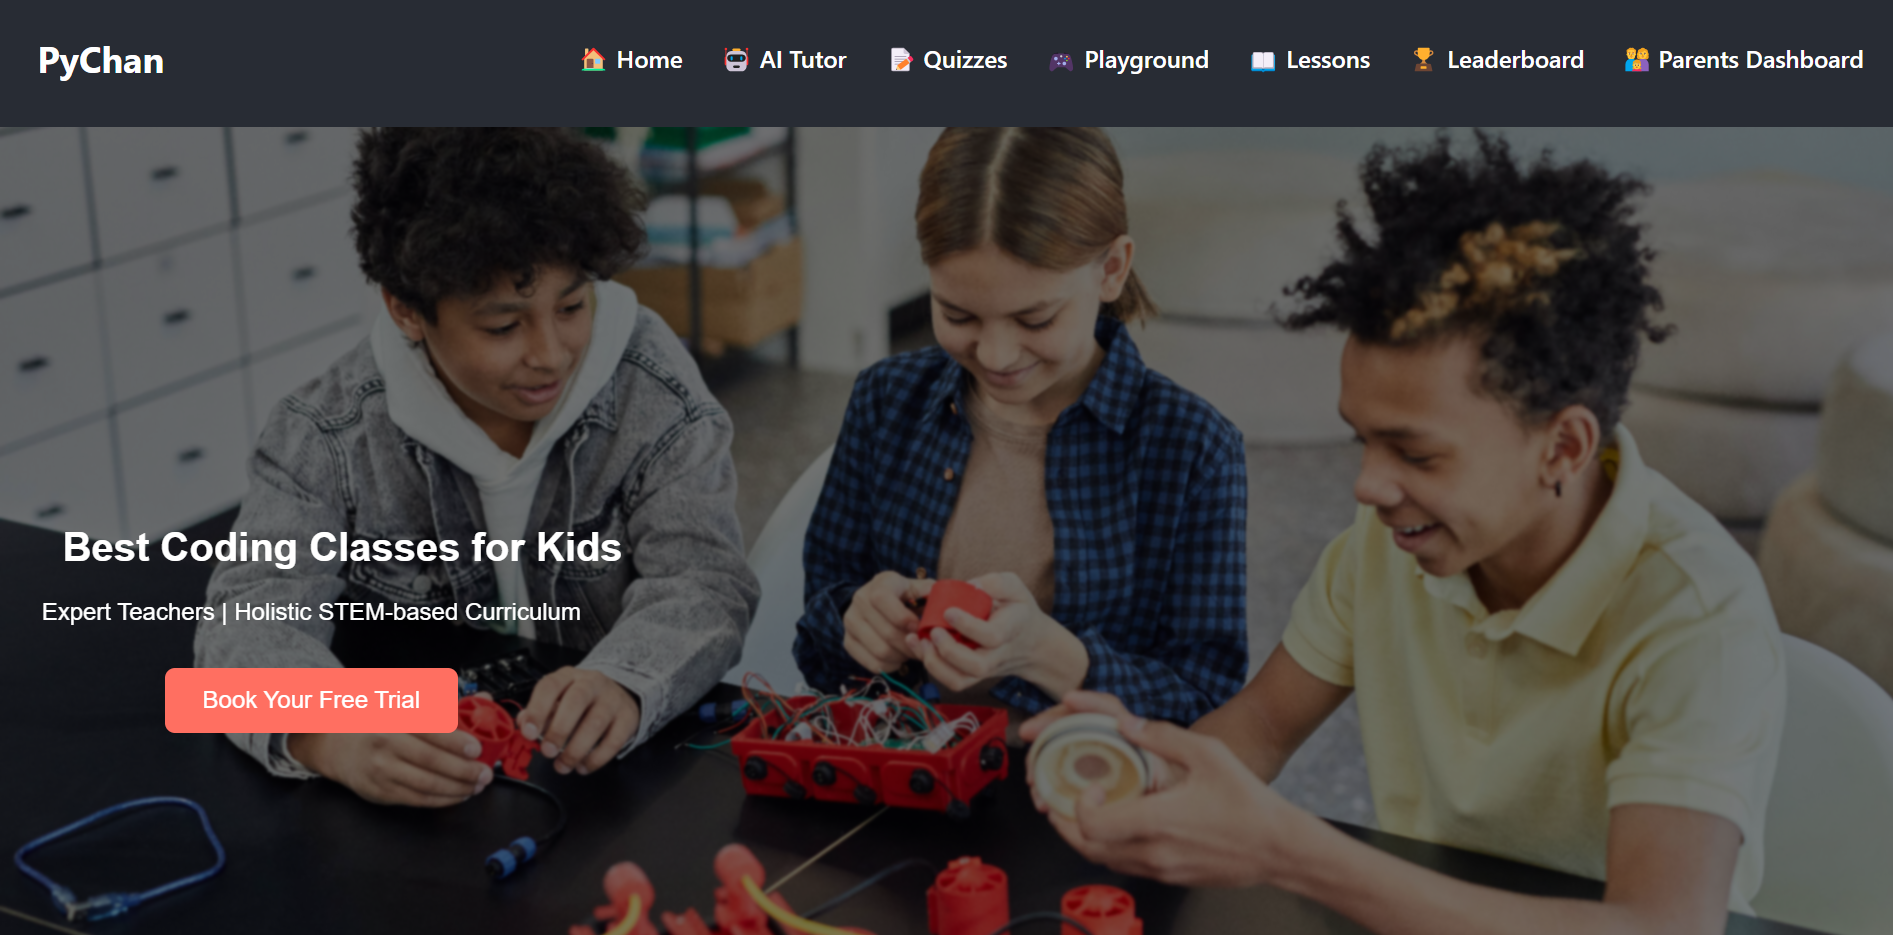 PyChan
Home
AI Tutor
Quizzes
Playground
Lessons
Leaderboard
Parents Dashboard
Best Coding Classes for Kids
Expert Teachers | Holistic STEM-based Curriculum
Book Your Free Trial